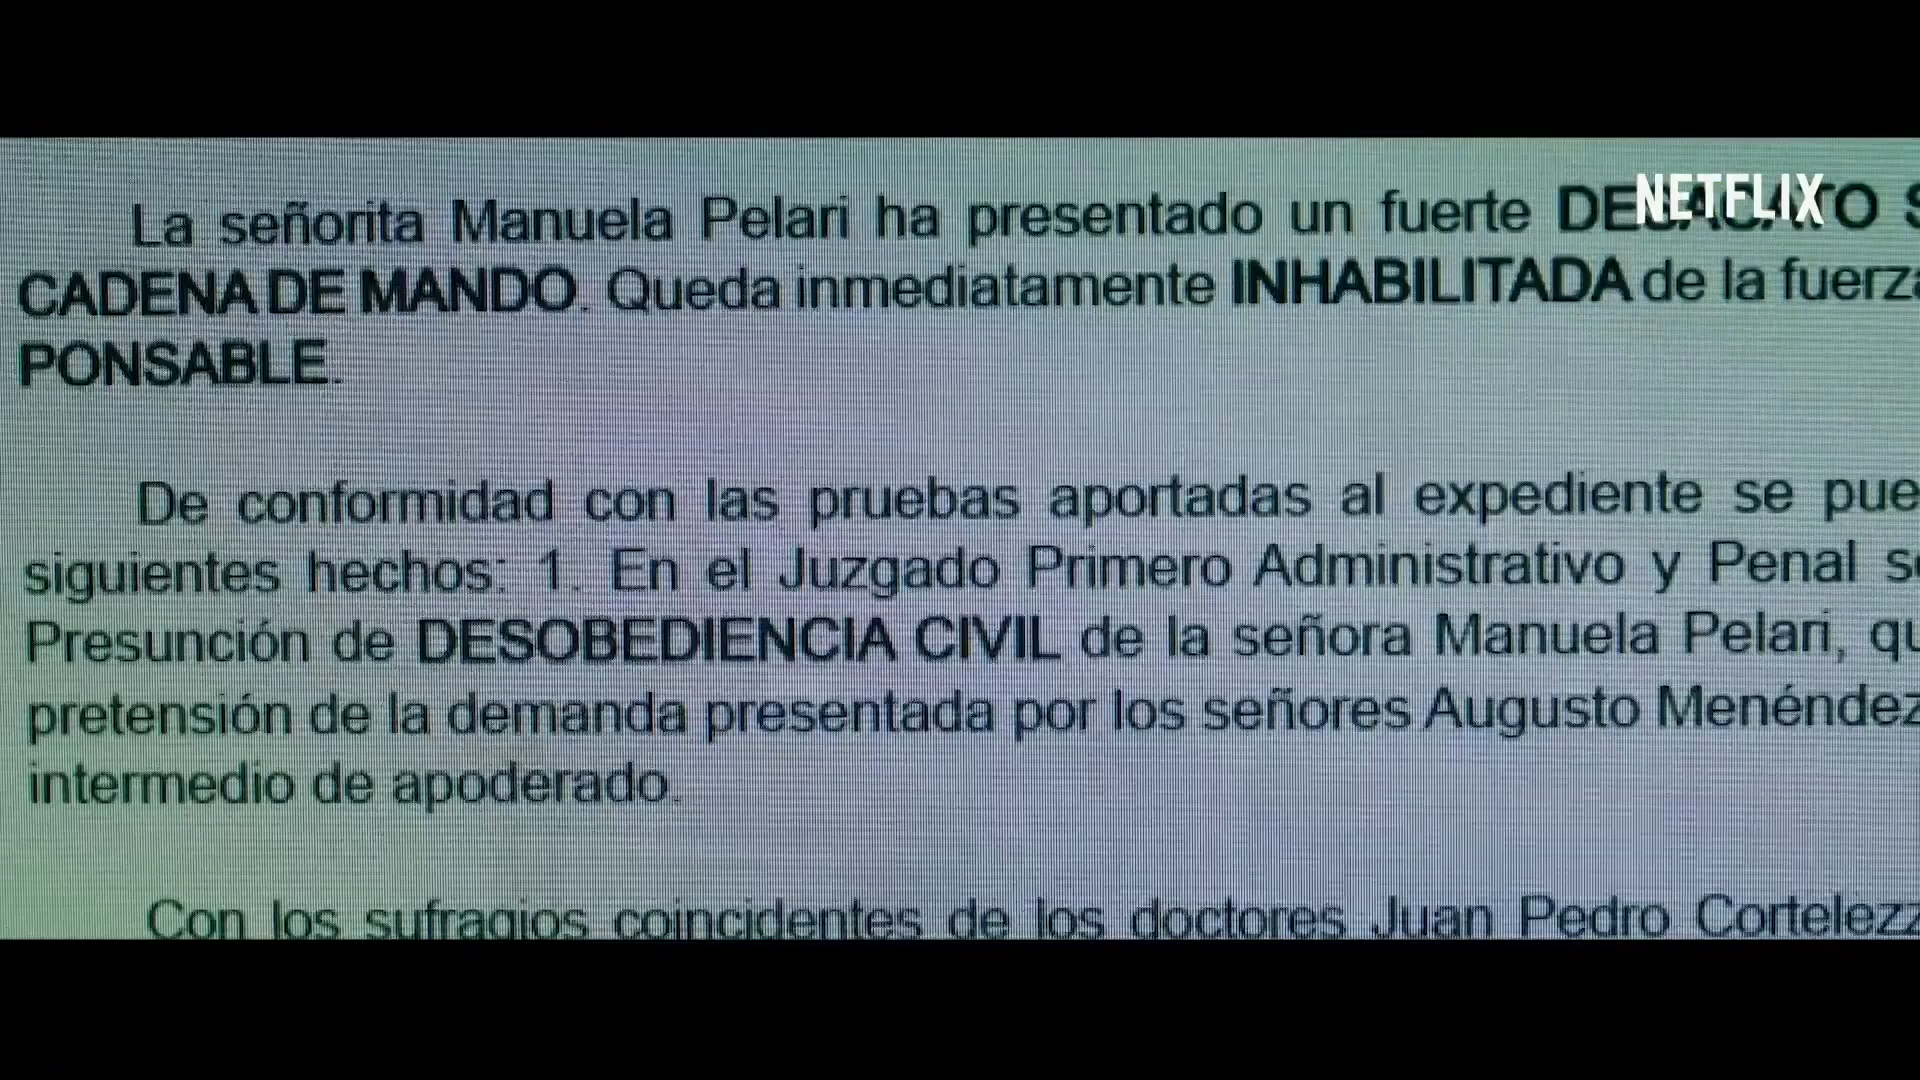 La señorita Manuela Pelari ha presentado un fuerte
NETFLIX
CADENA DE MANDO. Queda inmediatamente INHABILITADA de la
PONSABLE.
De conformidad con las pruebas aportadas al expediente se
siguientes hechos: 1. En el Juzgado Primero Administrativo y Penal
Presunción de DESOBEDIENCIA CIVIL de la señora Manuela Pelari,
pretensión de la demanda presentada por los señores Augusto Menéndez
intermedio de apoderado.
Con los sufragios coincidentes de los doctores Juan Pedro